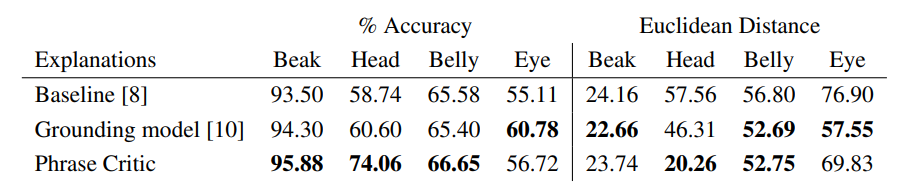 % Accuracy Euclidean Distance
Explanations Beak Head Belly Eye Beak Head Belly Eye
Baseline [8] 93.50 58.74 65.58 55.11 24.16 57.56 56.80 76.90
Grounding model [10] 94.30 60.60 65.40 60.78 22.66 46.31 52.69 57.55
Phrase Critic 95.88 74.06 66.65 56.72 23.74 20.26 52.75 69.83